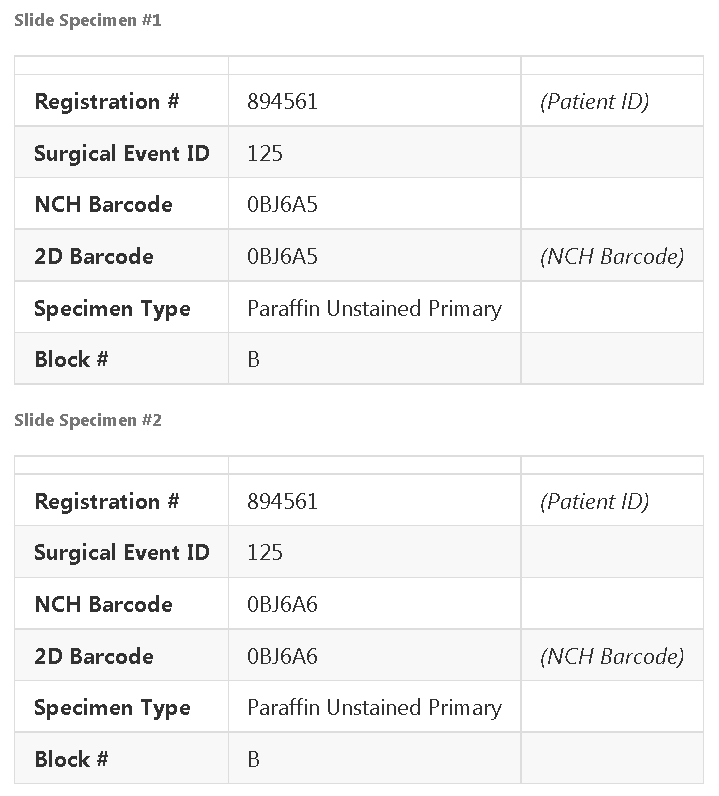 Slide Specimen #1
Registration # 894561 (Patient ID)
Surgical Event ID 125
NCH Barcode 0BJ6A5
2D Barcode 0BJ6A5 (NCH Barcode)
Specimen Type Paraffin Unstained Primary
Block # B
Slide Specimen #2
Registration # 894561 (Patient ID)
Surgical Event ID 125
NCH Barcode 0BJ6A6
2D Barcode 0BJ6A6 (NCH Barcode)
Specimen Type Paraffin Unstained Primary
Block # B